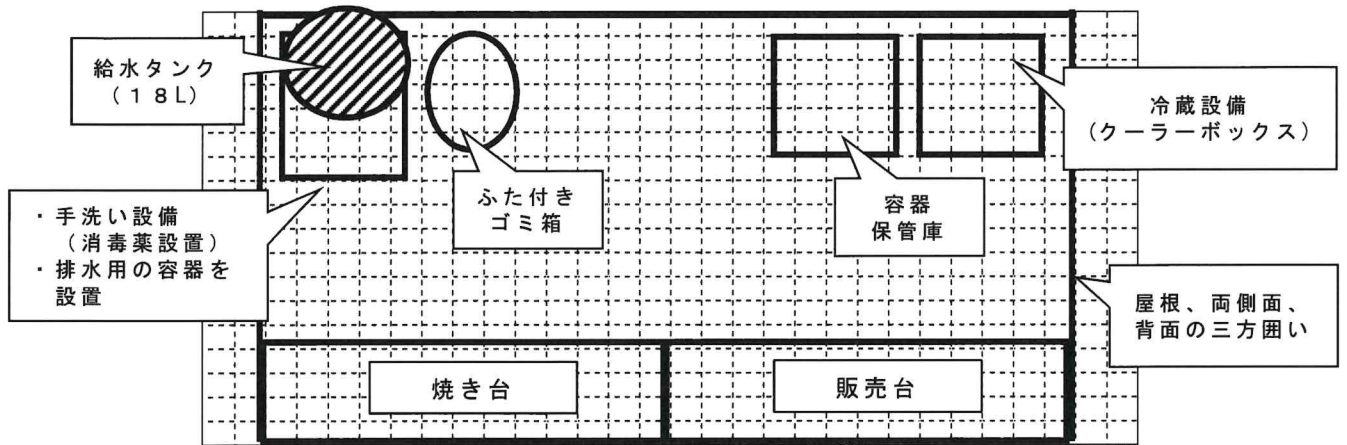 給水タンク
（１８L）
冷蔵設備
（クーラーボックス）
ふた付き
ゴミ箱
容器
保管庫
・手洗い設備
（消毒薬設置）
・排水用の容器を
設置
屋根、両側面、
背面の三方囲い
焼き台
販売台